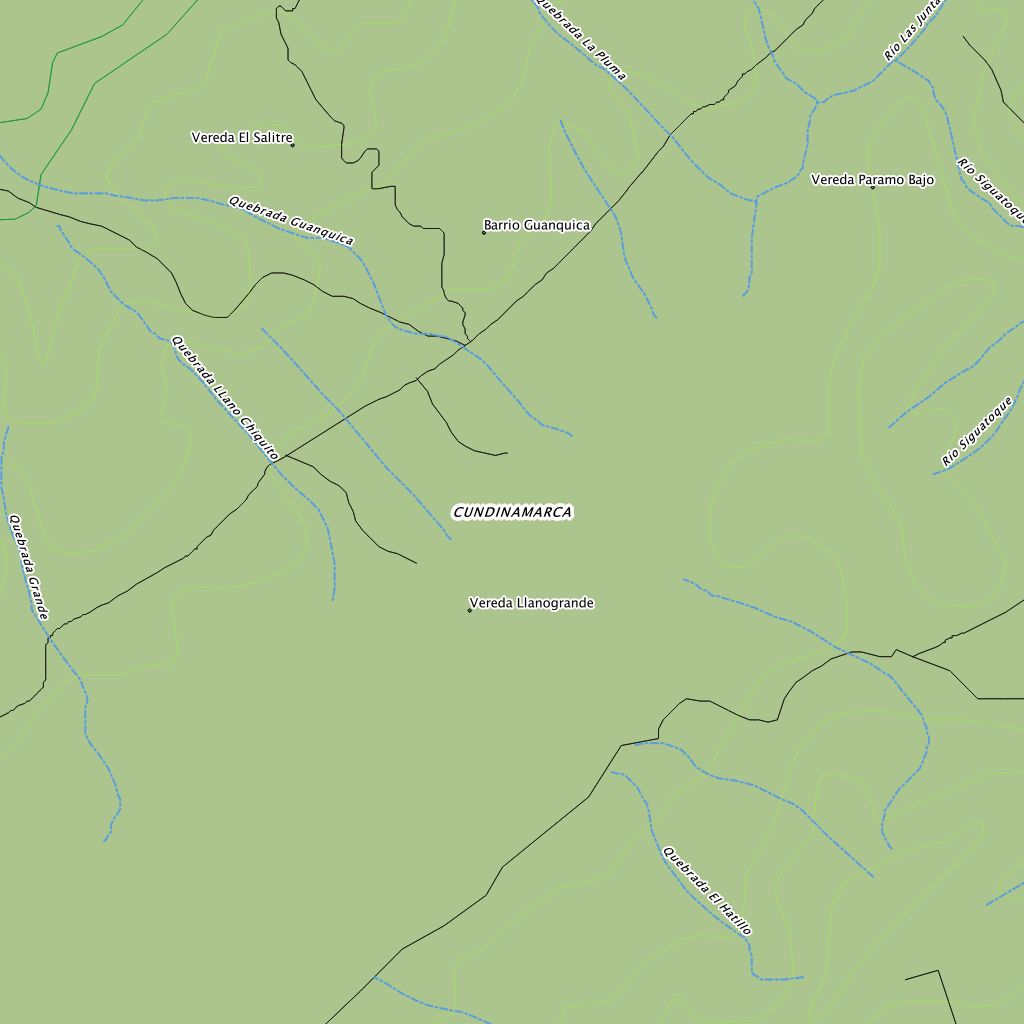 Quebrada La Pluma
Río Las Junta
Vereda El Salitre
Vereda Paramo Bajo
Río Siguatoque
Quebrada Guanquica
Barrio Guanquica
Quebrada LLano Chiquito
Río Siguatoque
CUNDINAMARCA
Quebrada Grande
Vereda Llanogrande
Quebrada El Hatillo